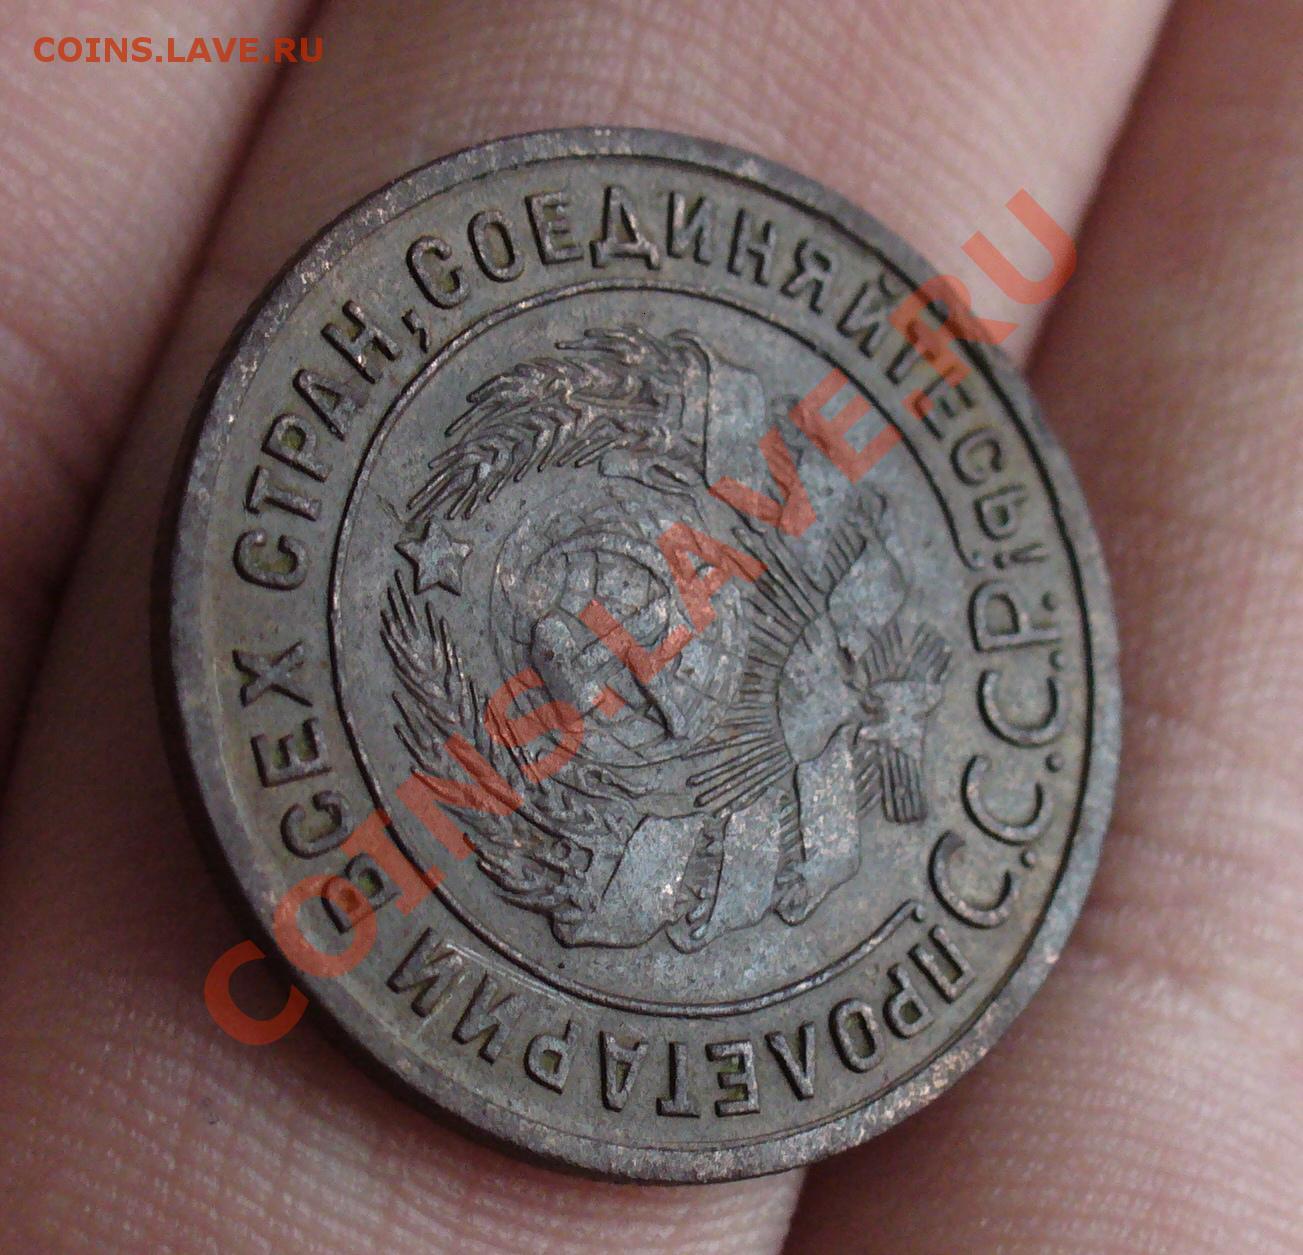 COINS.LAVE.RU
ПРОЛЕТАРИИ ВСЕХ СТРАН, СОЕДИНЯЙТЕСЬ!
С.С.С.Р.
COINS.LAVE.RU